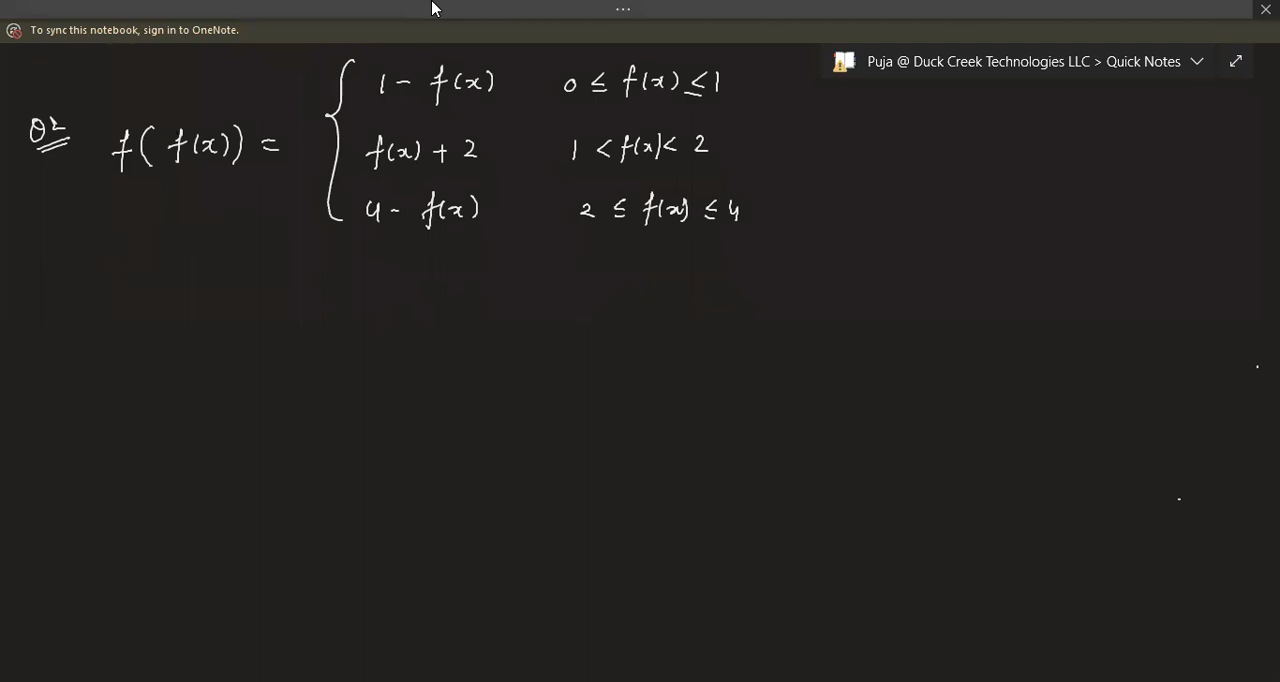 To sync this notebook, sign in to OneNote.
Puja @ Duck Creek Technologies LLC > Quick Notes
1 - f(x) 0 ≤ f(x) ≤ 1
Q2 f( f(x)) = { f(x) + 2 1 < f(x) < 2
4 - f(x) 2 ≤ f(x) ≤ 4